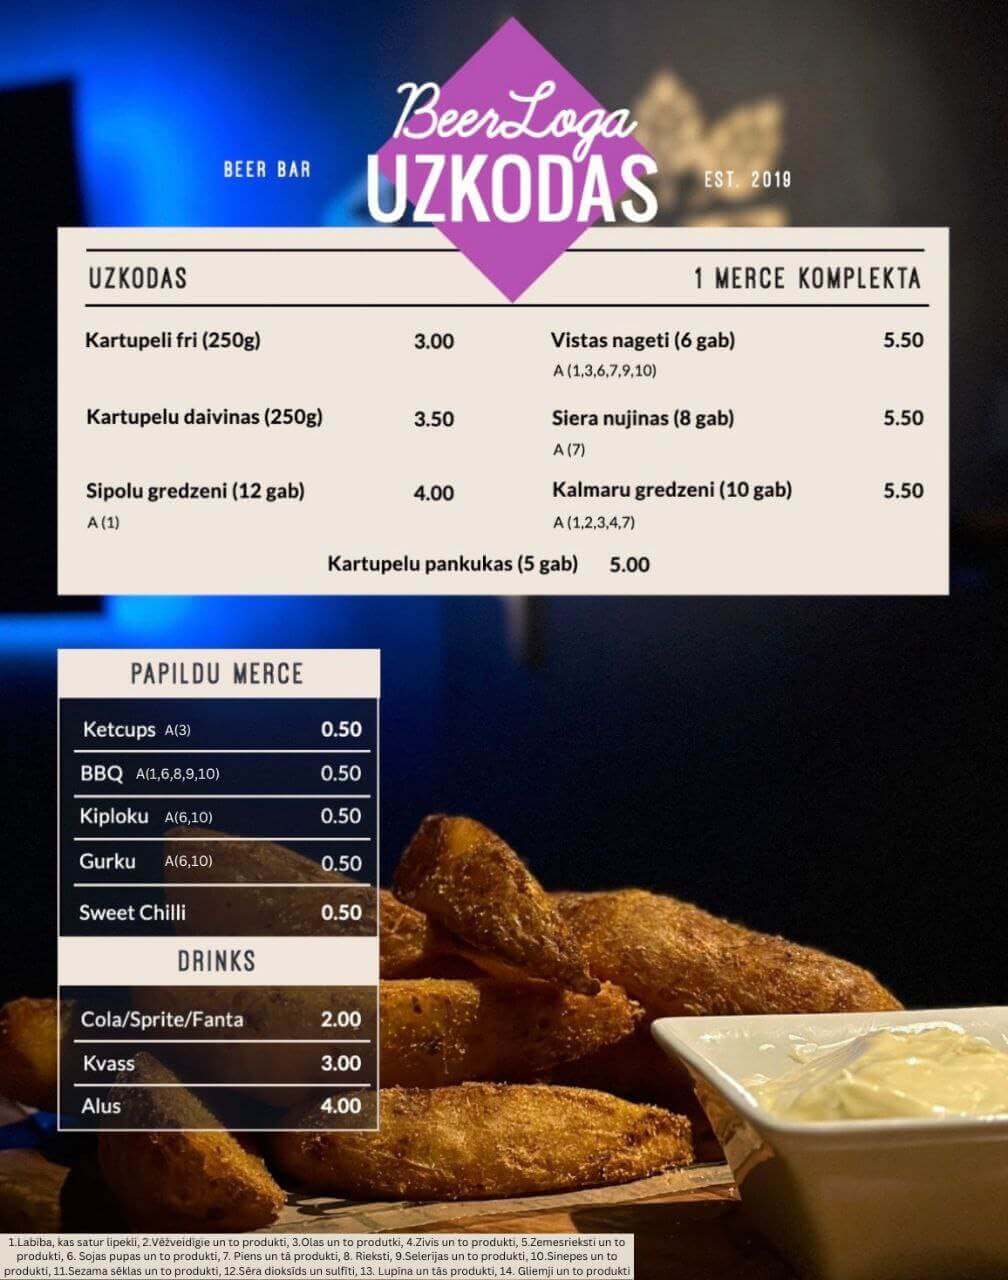 BeerLoga
BEER BAR
UZKODAS
EST. 2019
UZKODAS
1 MERCE KOMPLEKTA
Kartupeli fri (250g) 3.00
Vistas nageti (6 gab) 5.50
A (1,3,6,7,9,10)
Kartupelu daivinas (250g) 3.50
Siera nujinas (8 gab) 5.50
A (7)
Sipolu gredzeni (12 gab) 4.00
A (1)
Kalmaru gredzeni (10 gab) 5.50
A (1,2,3,4,7)
Kartupelu pankukas (5 gab) 5.00
PAPILDU MERCE
Ketcups A(3) 0.50
BBQ A(1,6,8,9,10) 0.50
Kiploku A(6,10) 0.50
Gurku A(6,10) 0.50
Sweet Chilli 0.50
DRINKS
Cola/Sprite/Fanta 2.00
Kvass 3.00
Alus 4.00
1.Labība, kas satur lipekli, 2.Vēžveidīgie un to produkti, 3.Olas un to produtki, 4.Zivis un to produkti, 5.Zemesrieksti un to
produkti, 6. Sojas pupas un to produkti, 7. Piens un tā produkti, 8. Rieksti, 9.Selerijas un to produkti, 10.Sinepes un to
produkti, 11.Sezama sēklas un to produkti, 12.Sēra dioksīds un sulfīti, 13. Lupīna un tās produkti, 14. Gliemji un to produkti